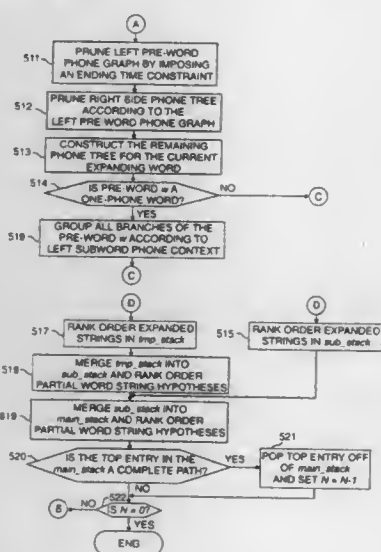 A
511
PRUNE LEFT PRE-WORD
PHONE GRAPH BY IMPOSING
AN ENDING TIME CONSTRAINT
512
PRUNE RIGHT SIDE PHONE TREE
ACCORDING TO THE
LEFT PRE WORD PHONE GRAPH
513
CONSTRUCT THE REMAINING
PHONE TREE FOR THE CURRENT
EXPANDING WORD
514
IS PRE-WORD w A
ONE-PHONE WORD?
NO
C
YES
519
GROUP ALL BRANCHES OF THE
PRE-WORD w ACCORDING TO
LEFT SUBWORD PHONE CONTEXT
C
D
D
517
RANK ORDER EXPANDED
STRINGS IN tmp_stack
515
RANK ORDER EXPANDED
STRINGS IN sub_stack
518
MERGE tmp_stack INTO
sub_stack AND RANK ORDER
PARTIAL WORD STRING HYPOTHESES
519
MERGE sub_stack INTO
main_stack AND RANK ORDER
PARTIAL WORD STRING HYPOTHESES
520
IS THE TOP ENTRY IN THE
main_stack A COMPLETE PATH?
YES
521
POP TOP ENTRY OFF
OF main_stack
AND SET N = N-1
NO
522
B
NO
IS N = 0?
YES
END